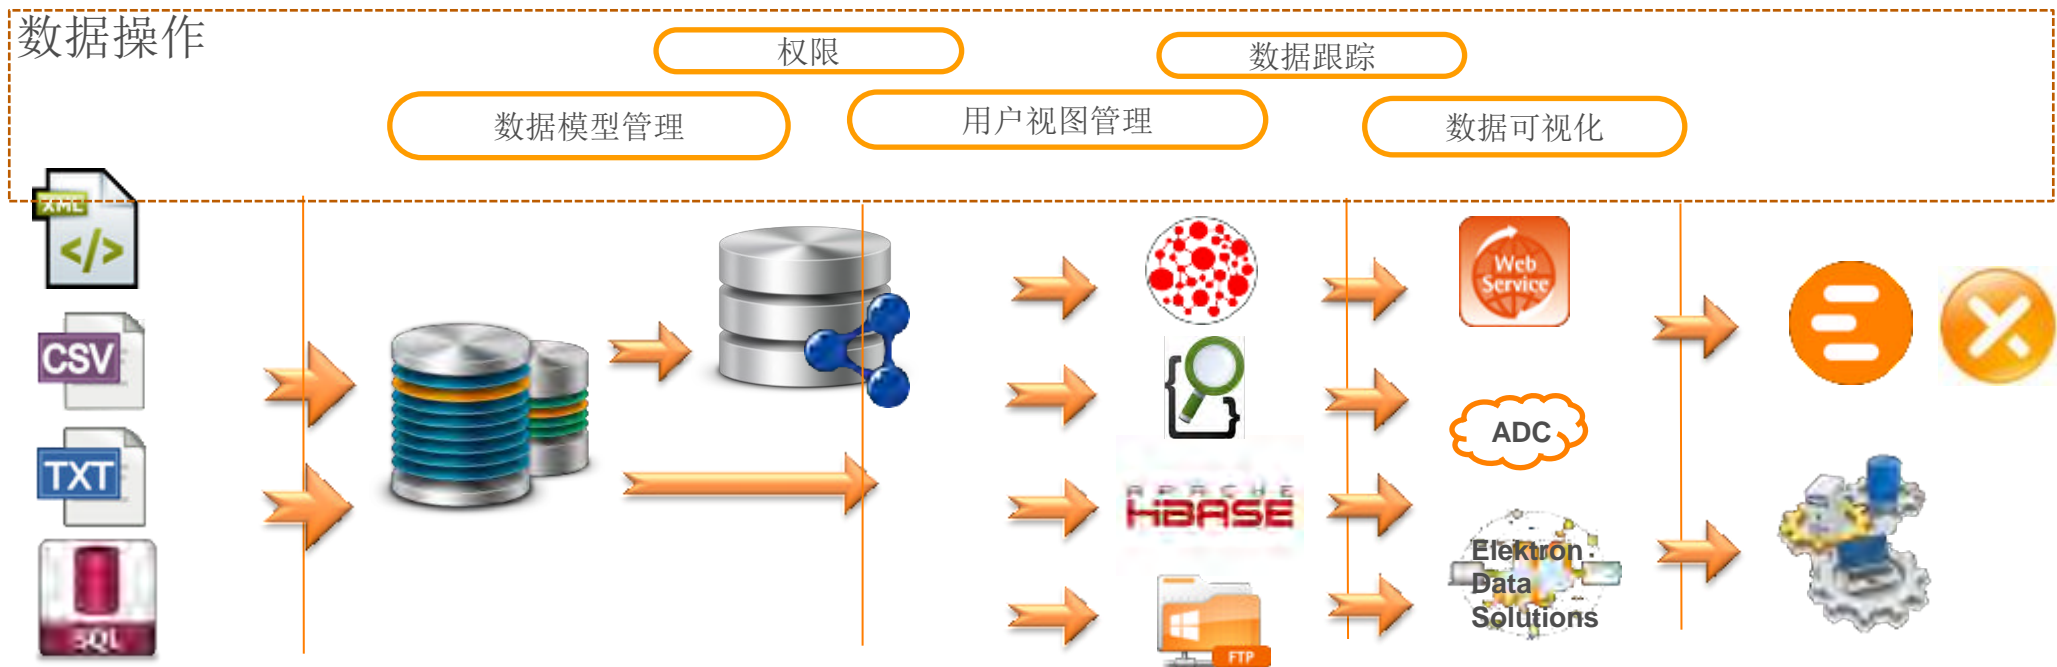 数据操作
权限
数据跟踪
数据模型管理
用户视图管理
数据可视化
XML
</>
CSV
TXT
SQL
Web
Service
{
}
ADC
APACHE
HBASE
Elektron
Data
Solutions
FTP